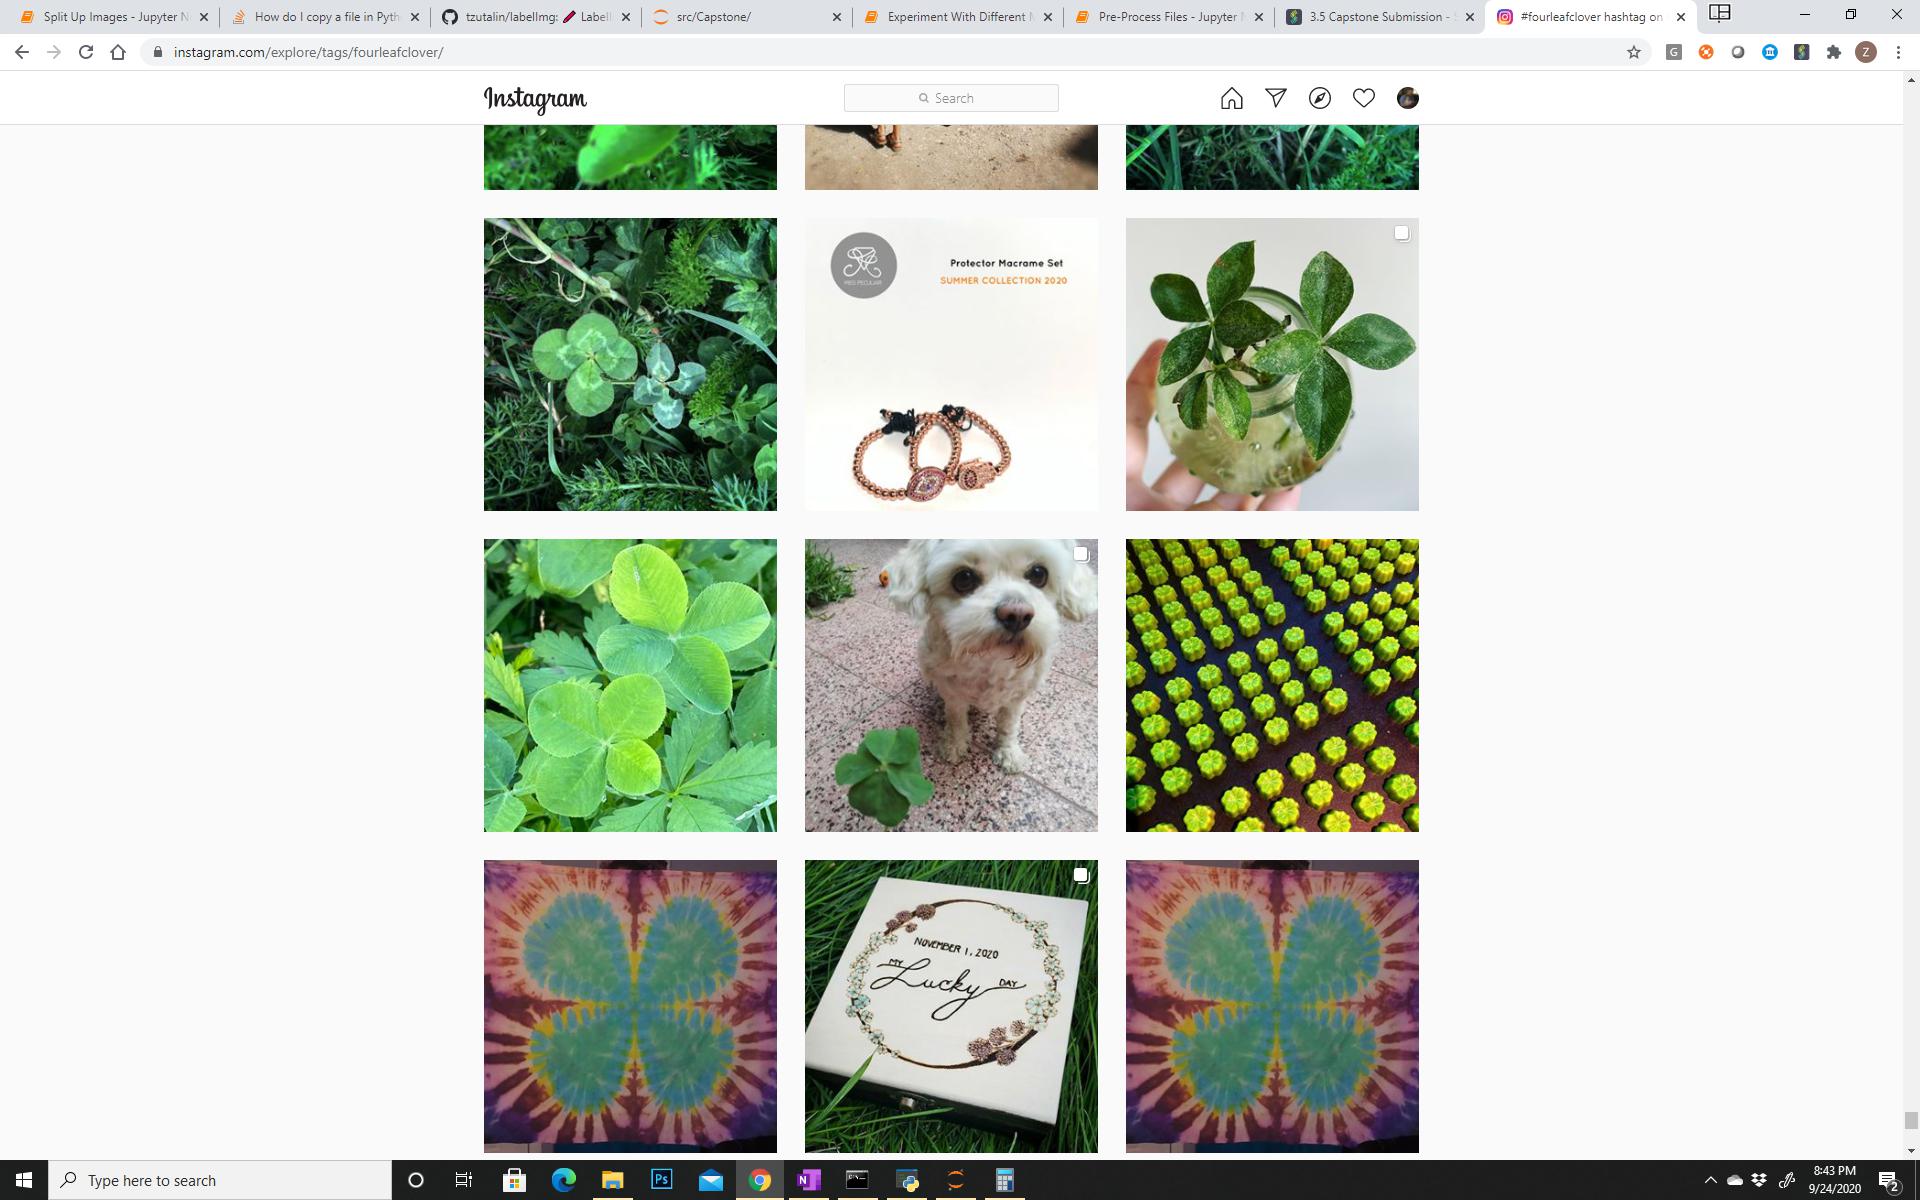 Split Up Images - Jupyter N
How do I copy a file in Pyth
tzutalin/labelImg: 🖍 Labell
src/Capstone/
Experiment With Different M
Pre-Process Files - Jupyter N
3.5 Capstone Submission - S
#fourleafclover hashtag on
instagram.com/explore/tags/fourleafclover/
G
Z
Instagram
Search
MISS PECULIAR
Protector Macrame Set
SUMMER COLLECTION 2020
NOVEMBER 1, 2020
MY Lucky DAY
Type here to search
Ps
N
8:43 PM
9/24/2020
2